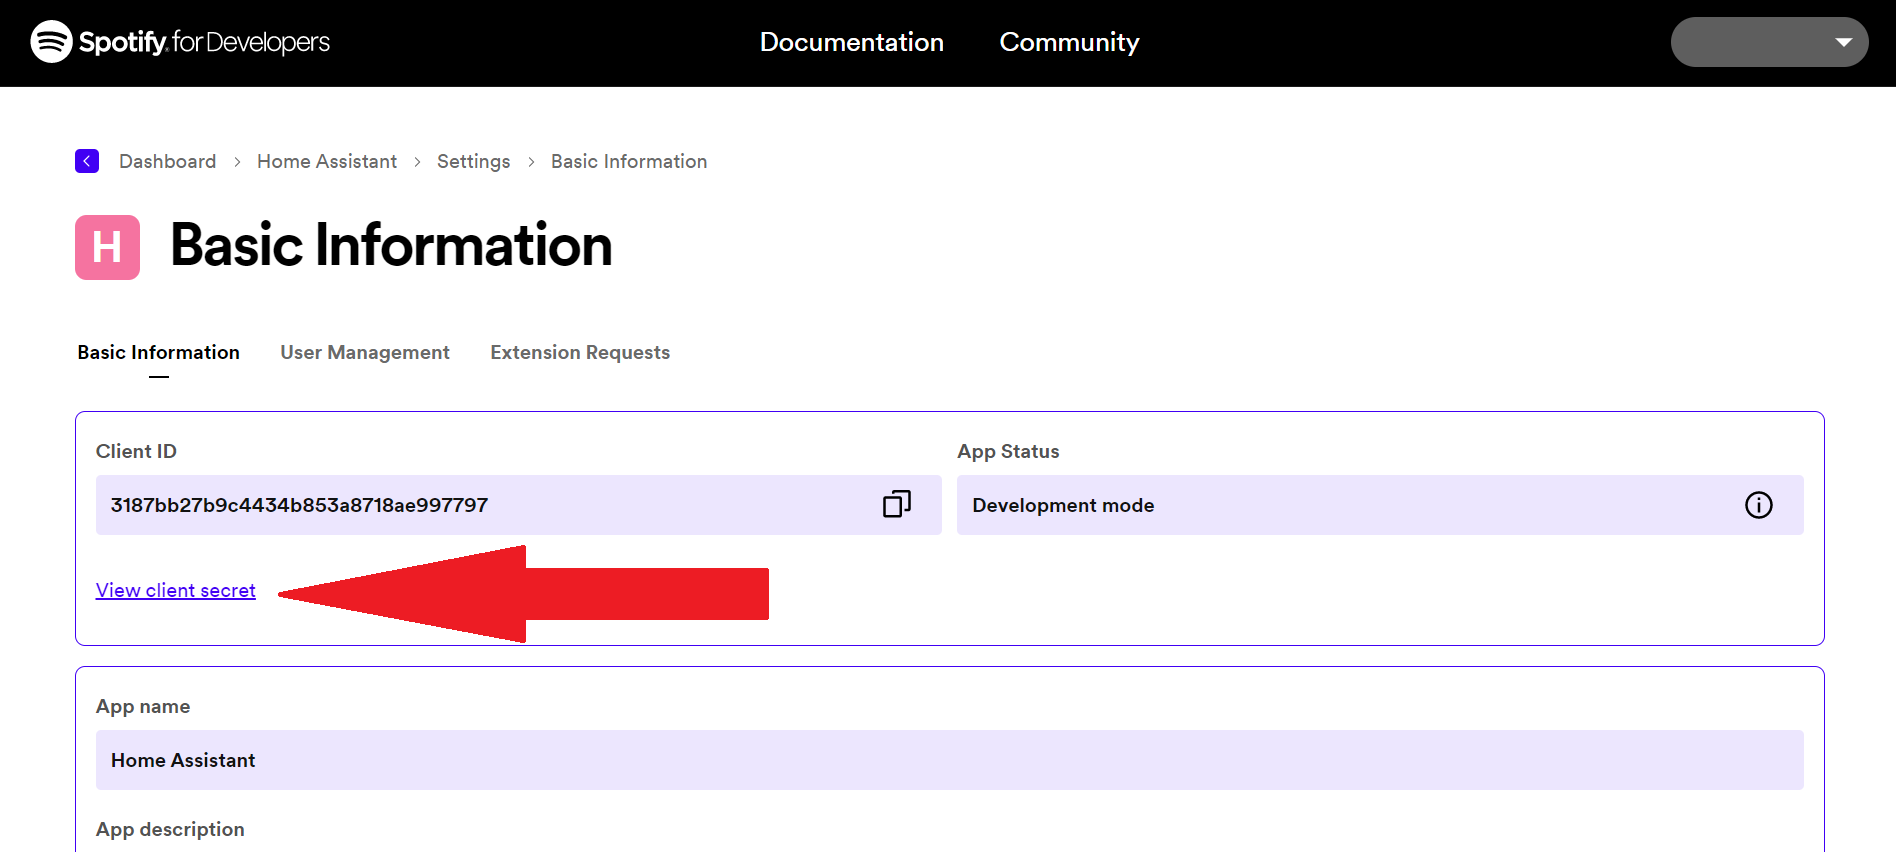 Spotify for Developers
Documentation
Community
Dashboard > Home Assistant > Settings > Basic Information
H
Basic Information
Basic Information
User Management
Extension Requests
Client ID
3187bb27b9c4434b853a8718ae997797
App Status
Development mode
View client secret
App name
Home Assistant
App description